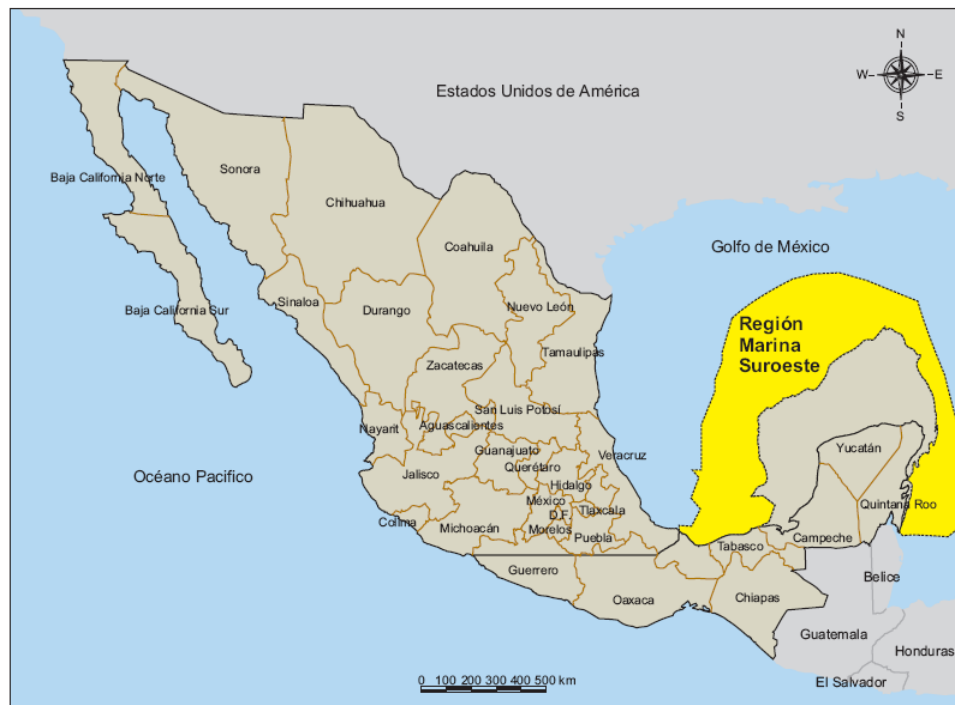 N
W
E
S
Estados Unidos de América
Baja California Norte
Sonora
Chihuahua
Coahuila
Golfo de México
Baja California Sur
Sinaloa
Durango
Nuevo León
Región
Marina
Suroeste
Tamaulipas
Zacatecas
San Luis Potosí
Nayarit
Aguascalientes
Guanajuato
Veracruz
Yucatán
Océano Pacifico
Jalisco
Querétaro
Hidalgo
México
Quintana Roo
Colima
Michoacán
D.F.
Tlaxcala
Morelos
Puebla
Campeche
Tabasco
Guerrero
Oaxaca
Chiapas
Belice
Guatemala
Honduras
El Salvador
0 100 200 300 400 500 km